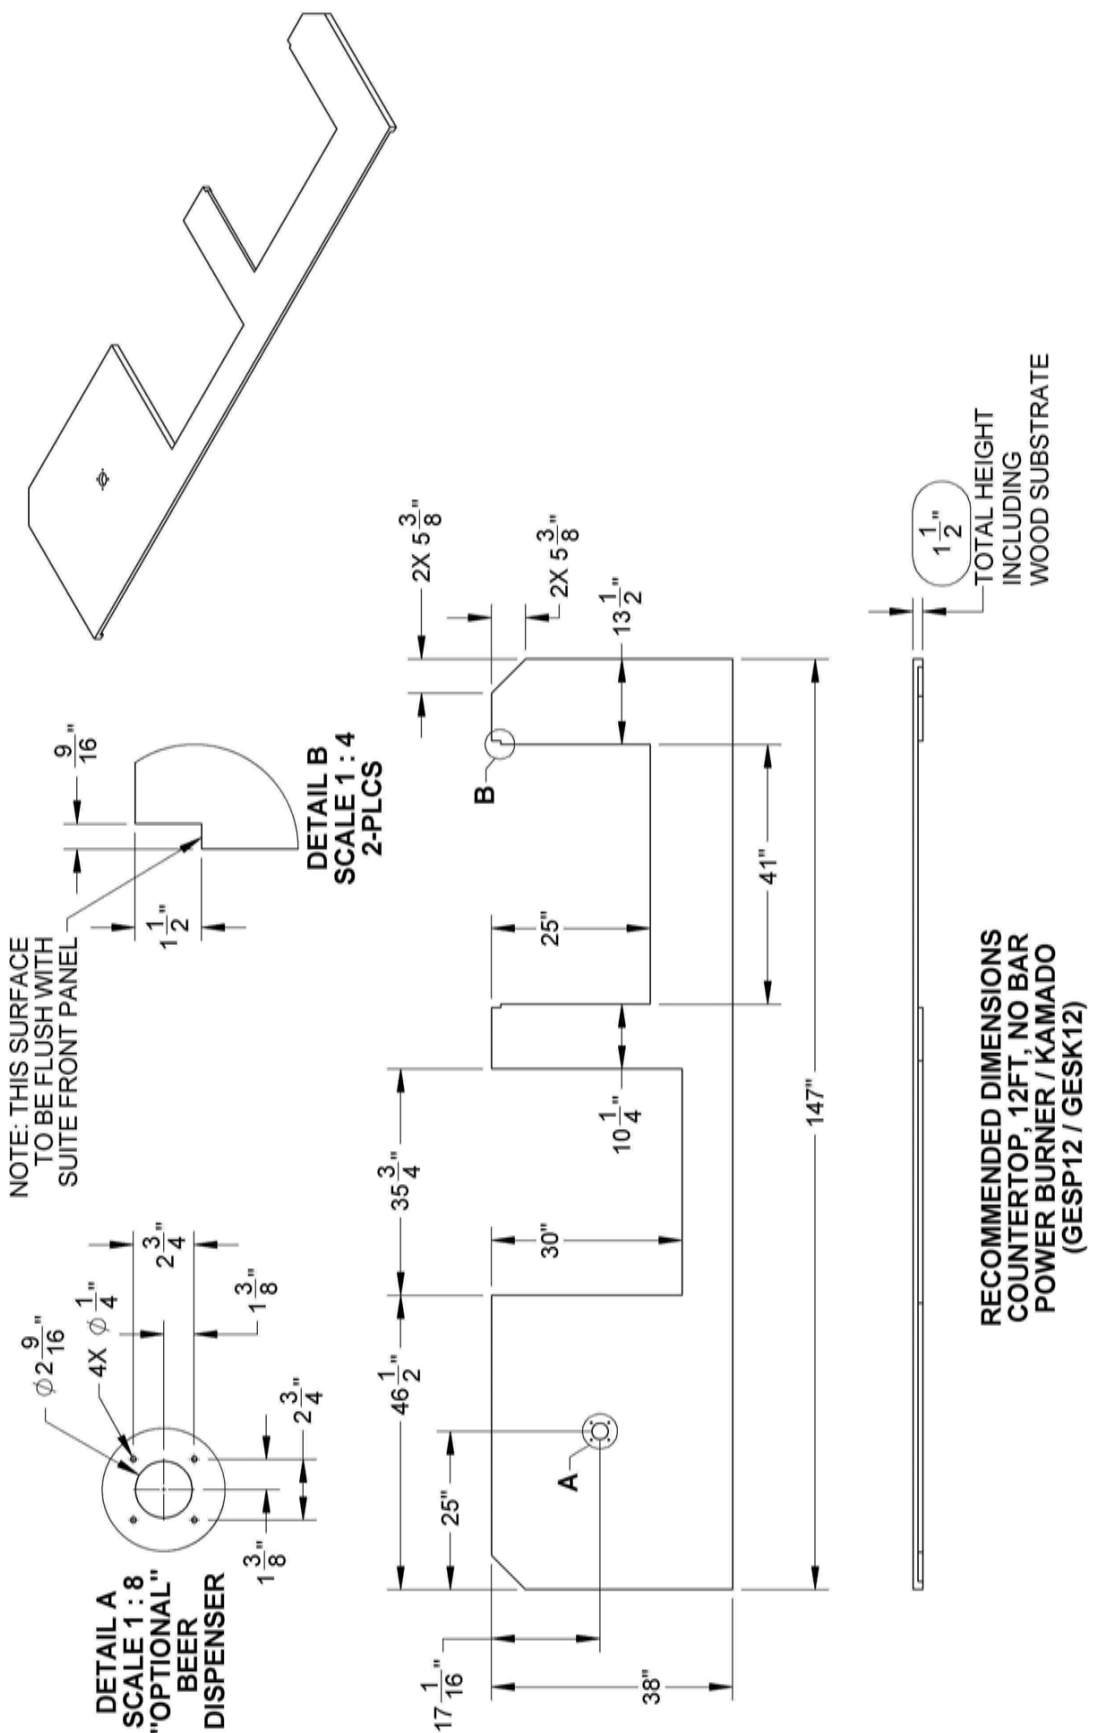 NOTE: THIS SURFACE
TO BE FLUSH WITH
SUITE FRONT PANEL
9/16"
1 1/2"
DETAIL B
SCALE 1 : 4
2-PLCS
Ø2 9/16"
4X Ø 1/4"
2 3/4"
1 3/8"
2 3/4"
1 3/8"
DETAIL A
SCALE 1 : 8
"OPTIONAL"
BEER
DISPENSER
2X 5 3/8"
2X 5 3/8"
13 1/2"
B
25"
41"
10 1/4"
35 3/4"
30"
46 1/2"
25"
A
17 1/16"
38"
147"
1 1/2"
TOTAL HEIGHT
INCLUDING
WOOD SUBSTRATE
RECOMMENDED DIMENSIONS
COUNTERTOP, 12FT, NO BAR
POWER BURNER / KAMADO
(GESP12 / GESK12)